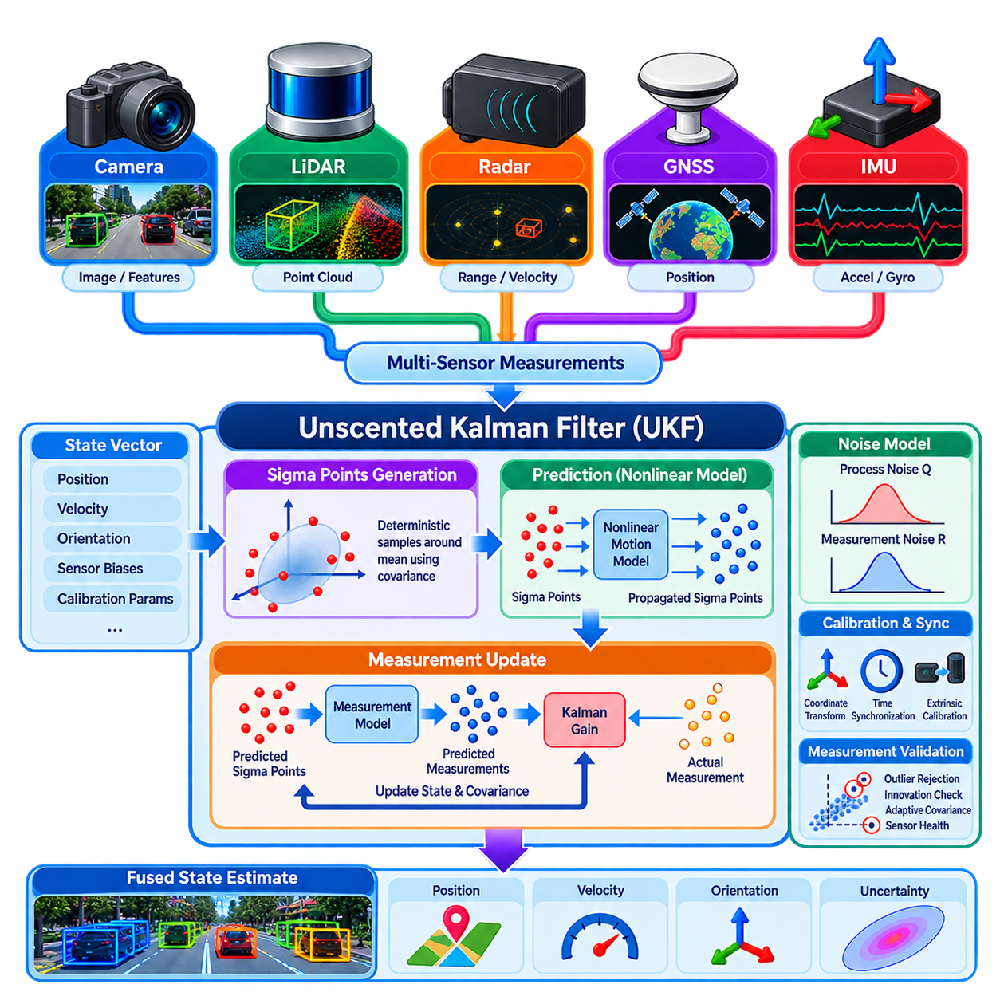 Camera
LiDAR
Radar
GNSS
IMU
Image / Features
Point Cloud
Range / Velocity
Position
Accel / Gyro
Multi-Sensor Measurements
Unscented Kalman Filter (UKF)
State Vector
Position
Velocity
Orientation
Sensor Biases
Calibration Params
...
Sigma Points Generation
Deterministic
samples around
mean using
covariance
Prediction (Nonlinear Model)
Nonlinear
Motion
Model
Sigma Points
Propagated Sigma Points
Measurement Update
Predicted
Sigma Points
Measurement
Model
Predicted
Measurements
Kalman
Gain
Actual
Measurement
Update State & Covariance
Noise Model
Process Noise Q
Measurement Noise R
Calibration & Sync
Coordinate
Transform
Time
Synchronization
Extrinsic
Calibration
Measurement Validation
Outlier Rejection
Innovation Check
Adaptive Covariance
Sensor Health
Fused State Estimate
Position
Velocity
Orientation
Uncertainty